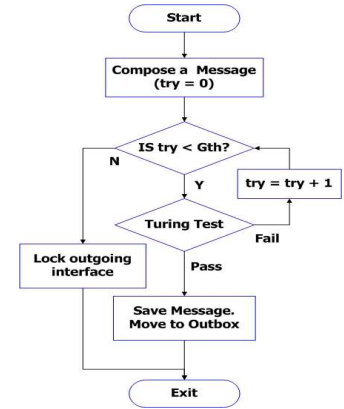 Start
Compose a Message
(try = 0)
IS try < Gth?
N
Y
try = try + 1
Turing Test
Fail
Pass
Lock outgoing
interface
Save Message.
Move to Outbox
Exit